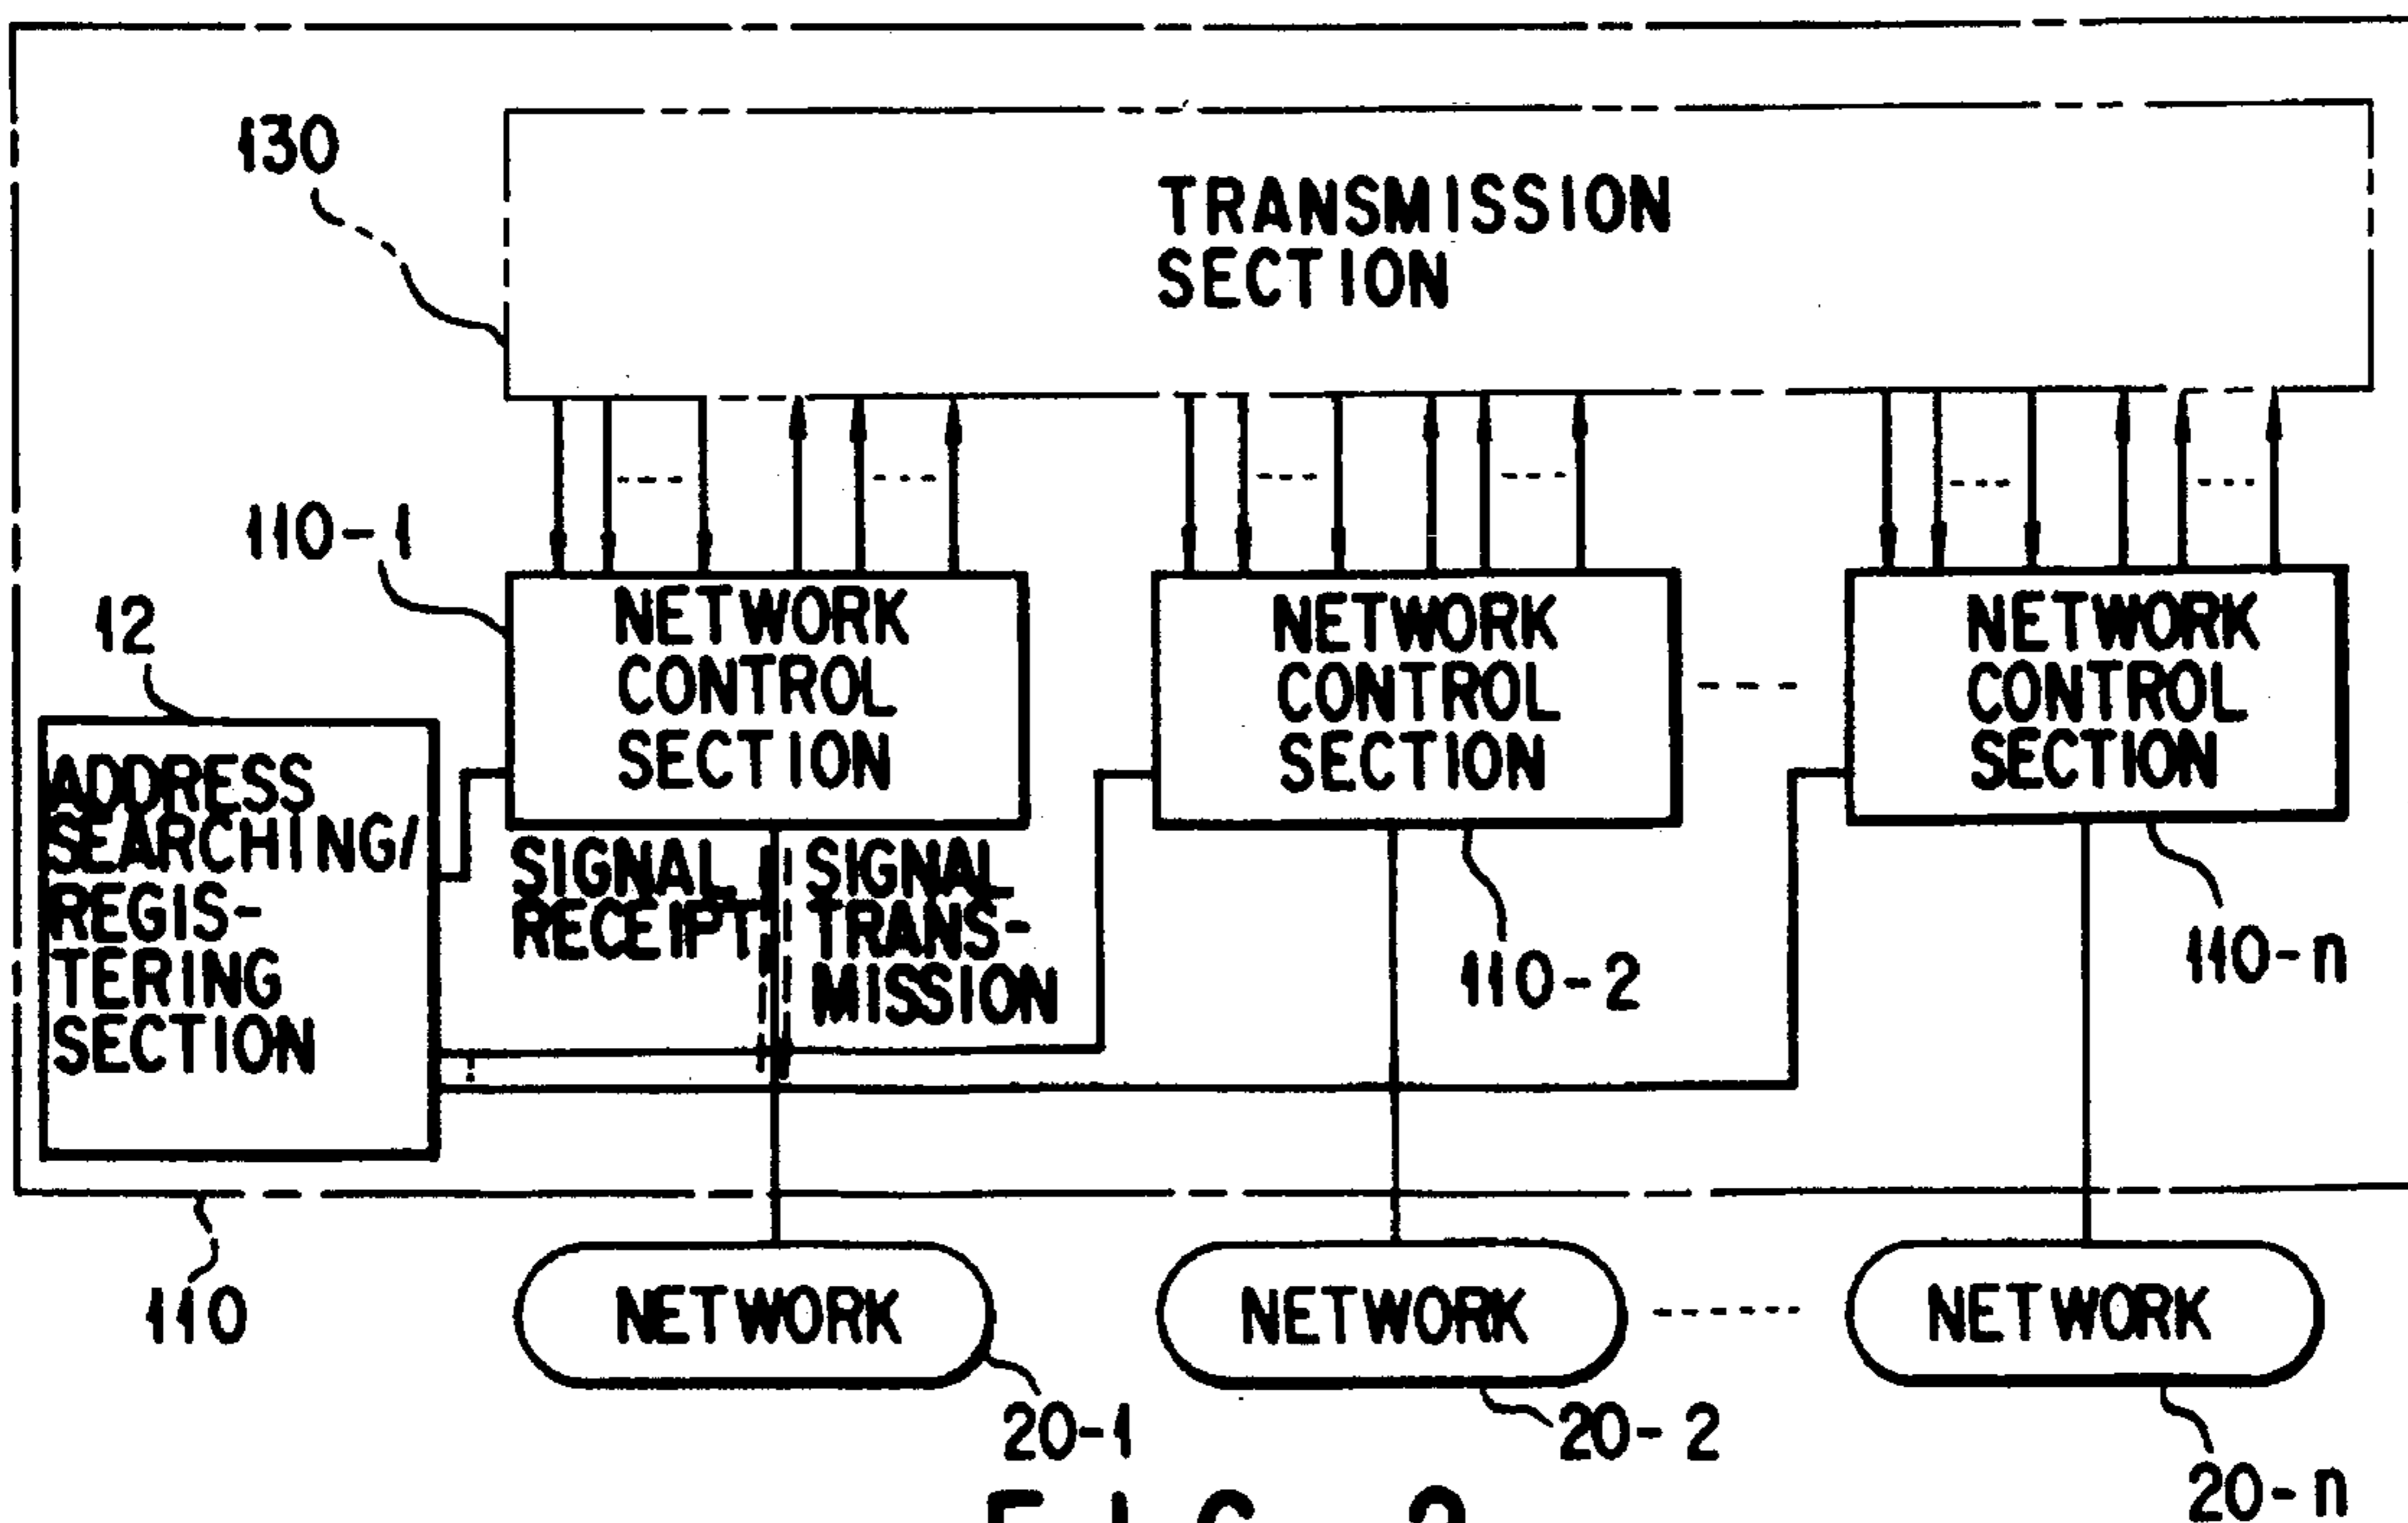 130
TRANSMISSION
SECTION
110-1
12
NETWORK
CONTROL
SECTION
NETWORK
CONTROL
SECTION
NETWORK
CONTROL
SECTION
ADDRESS
SEARCHING/
REGIS-
TERING
SECTION
SIGNAL
RECEIPT
SIGNAL
TRANS-
MISSION
110-2
110-n
110
NETWORK
NETWORK
NETWORK
20-1
20-2
20-n